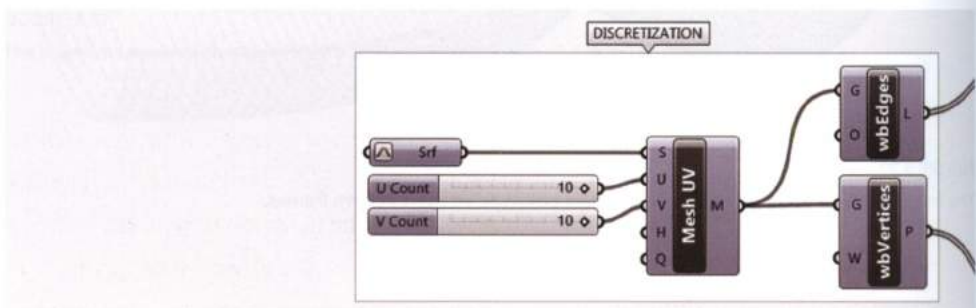 DISCRETIZATION
Srf
U Count 10
V Count 10
S
U
V
H
Q
Mesh UV
M
G
O
wbEdges
L
G
W
wbVertices
P